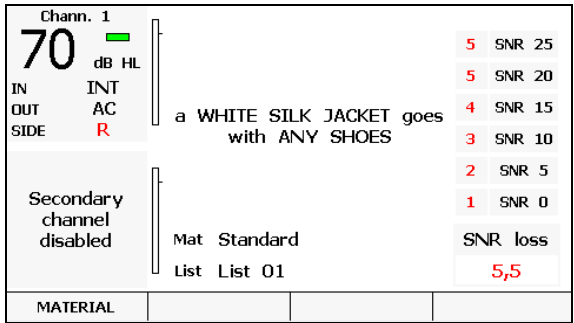 Chann. 1
70 dB HL
IN INT
OUT AC
SIDE R
Secondary
channel
disabled
a WHITE SILK JACKET goes
with ANY SHOES
Mat Standard
List List 01
5 SNR 25
5 SNR 20
4 SNR 15
3 SNR 10
2 SNR 5
1 SNR 0
SNR loss
5,5
MATERIAL